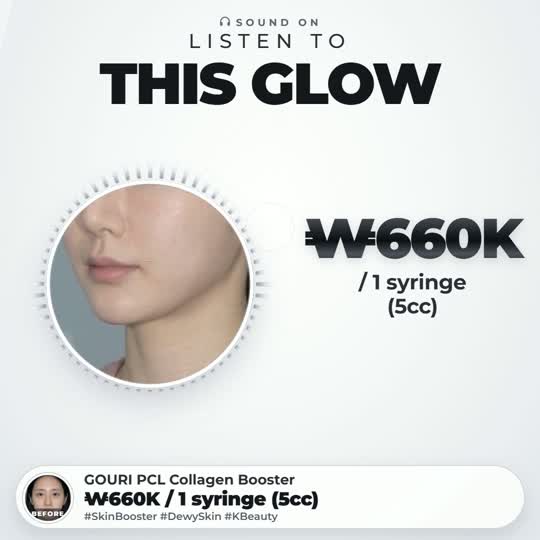 SOUND ON
LISTEN TO
THIS GLOW
₩660K
/ 1 syringe
(5cc)
BEFORE
GOURI PCL Collagen Booster
₩660K / 1 syringe (5cc)
#SkinBooster #DewySkin #KBeauty